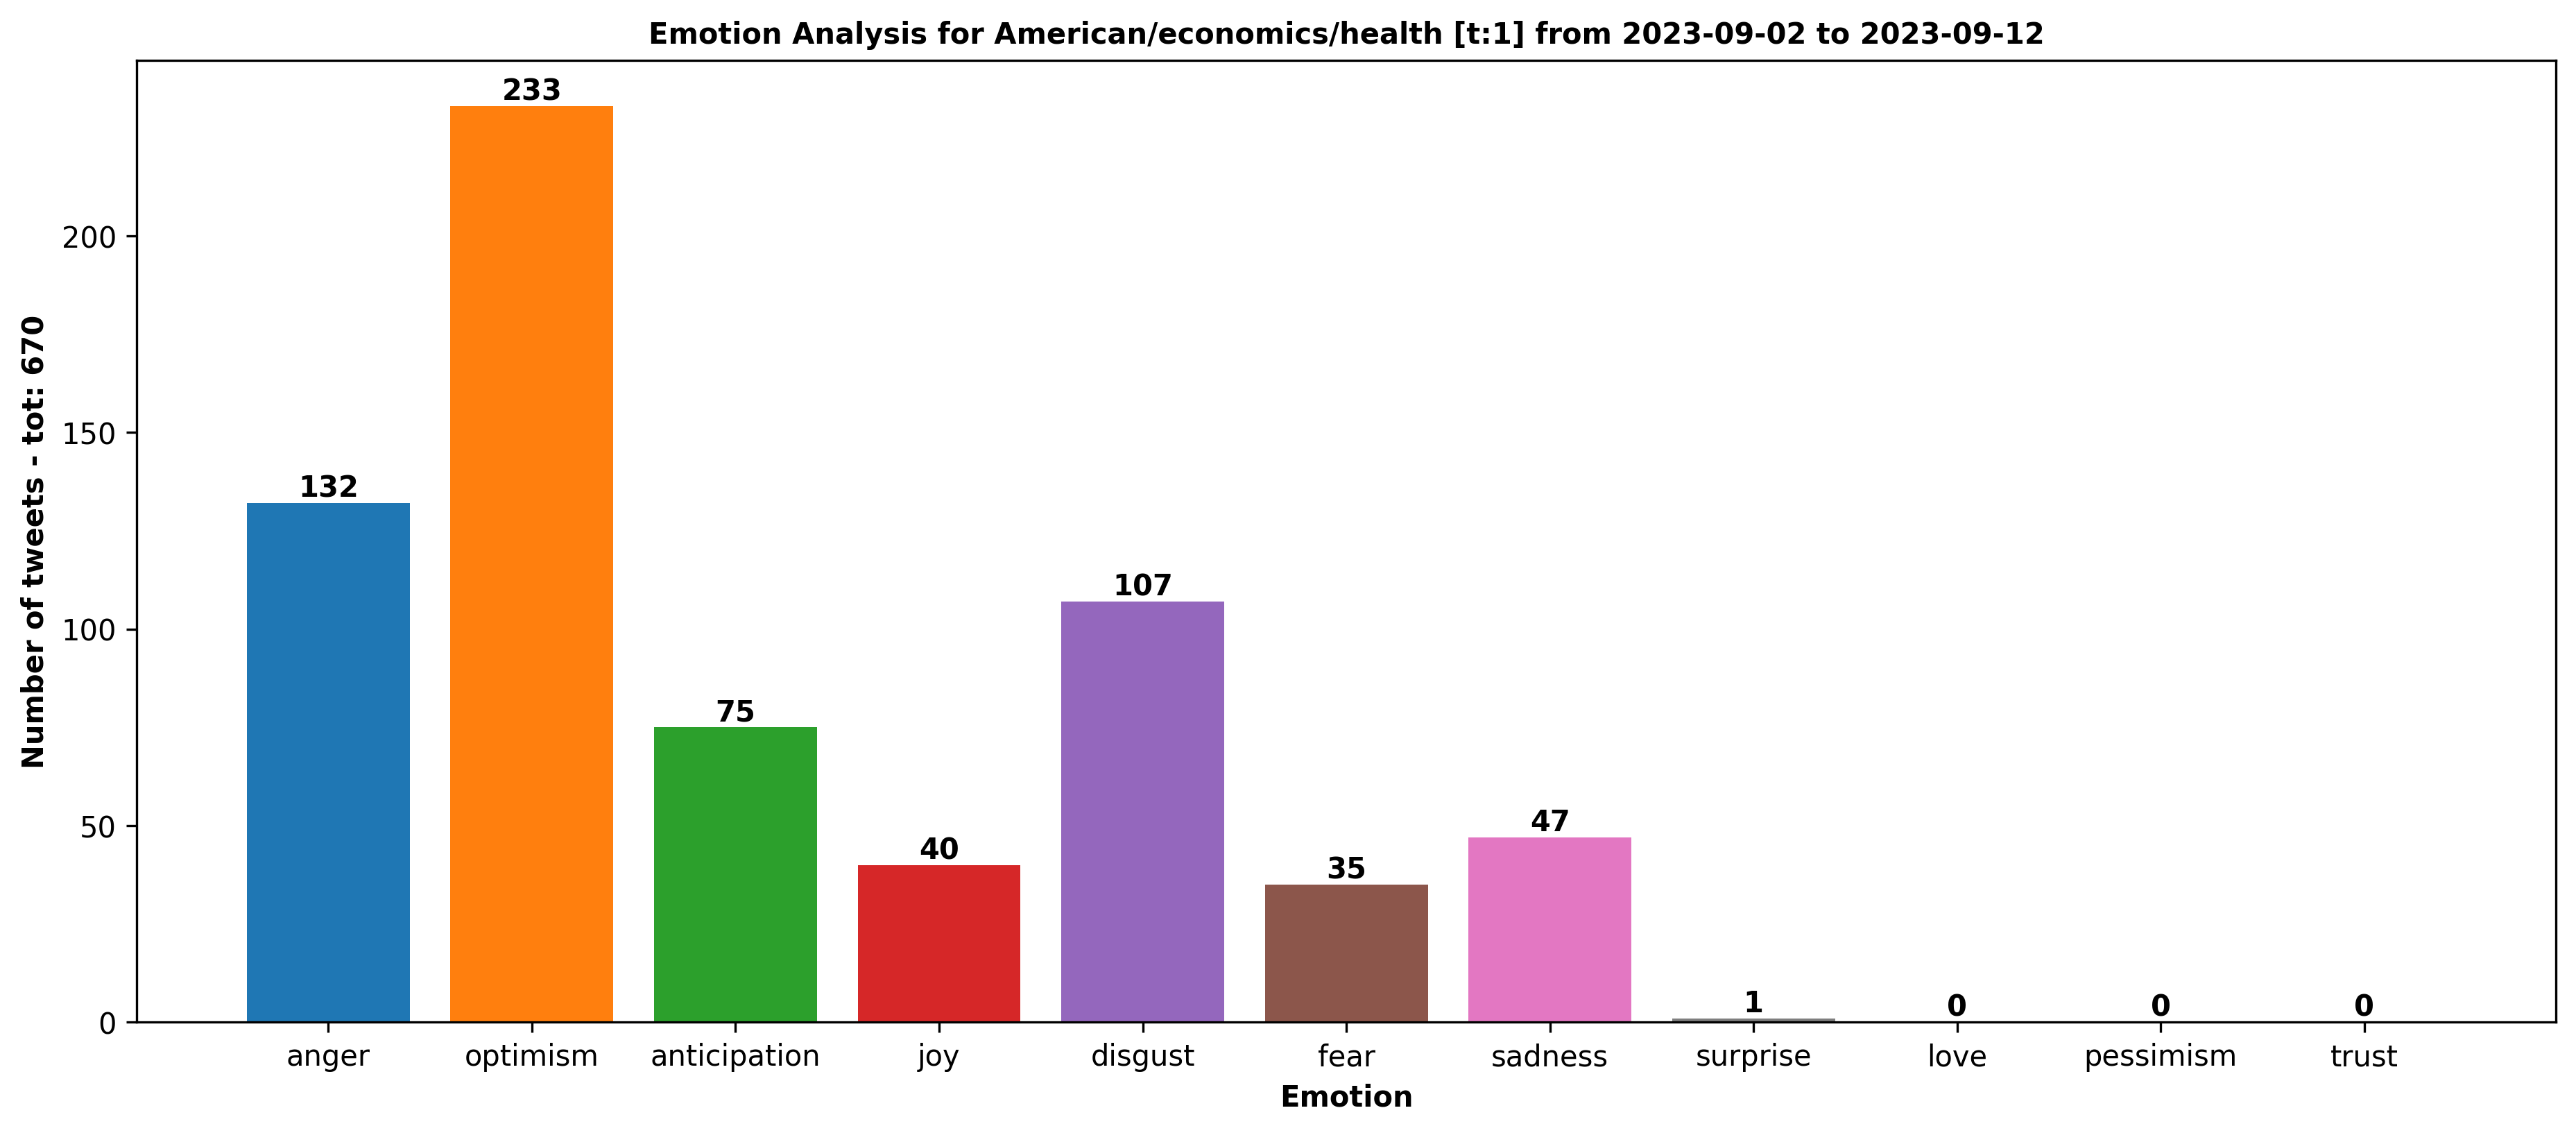 Emotion Analysis for American/economics/health [t:1] from 2023-09-02 to 2023-09-12
Number of tweets - tot: 670
200
150
100
50
0
132
233
75
40
107
35
47
1
0
0
0
anger
optimism
anticipation
joy
disgust
fear
sadness
surprise
love
pessimism
trust
Emotion